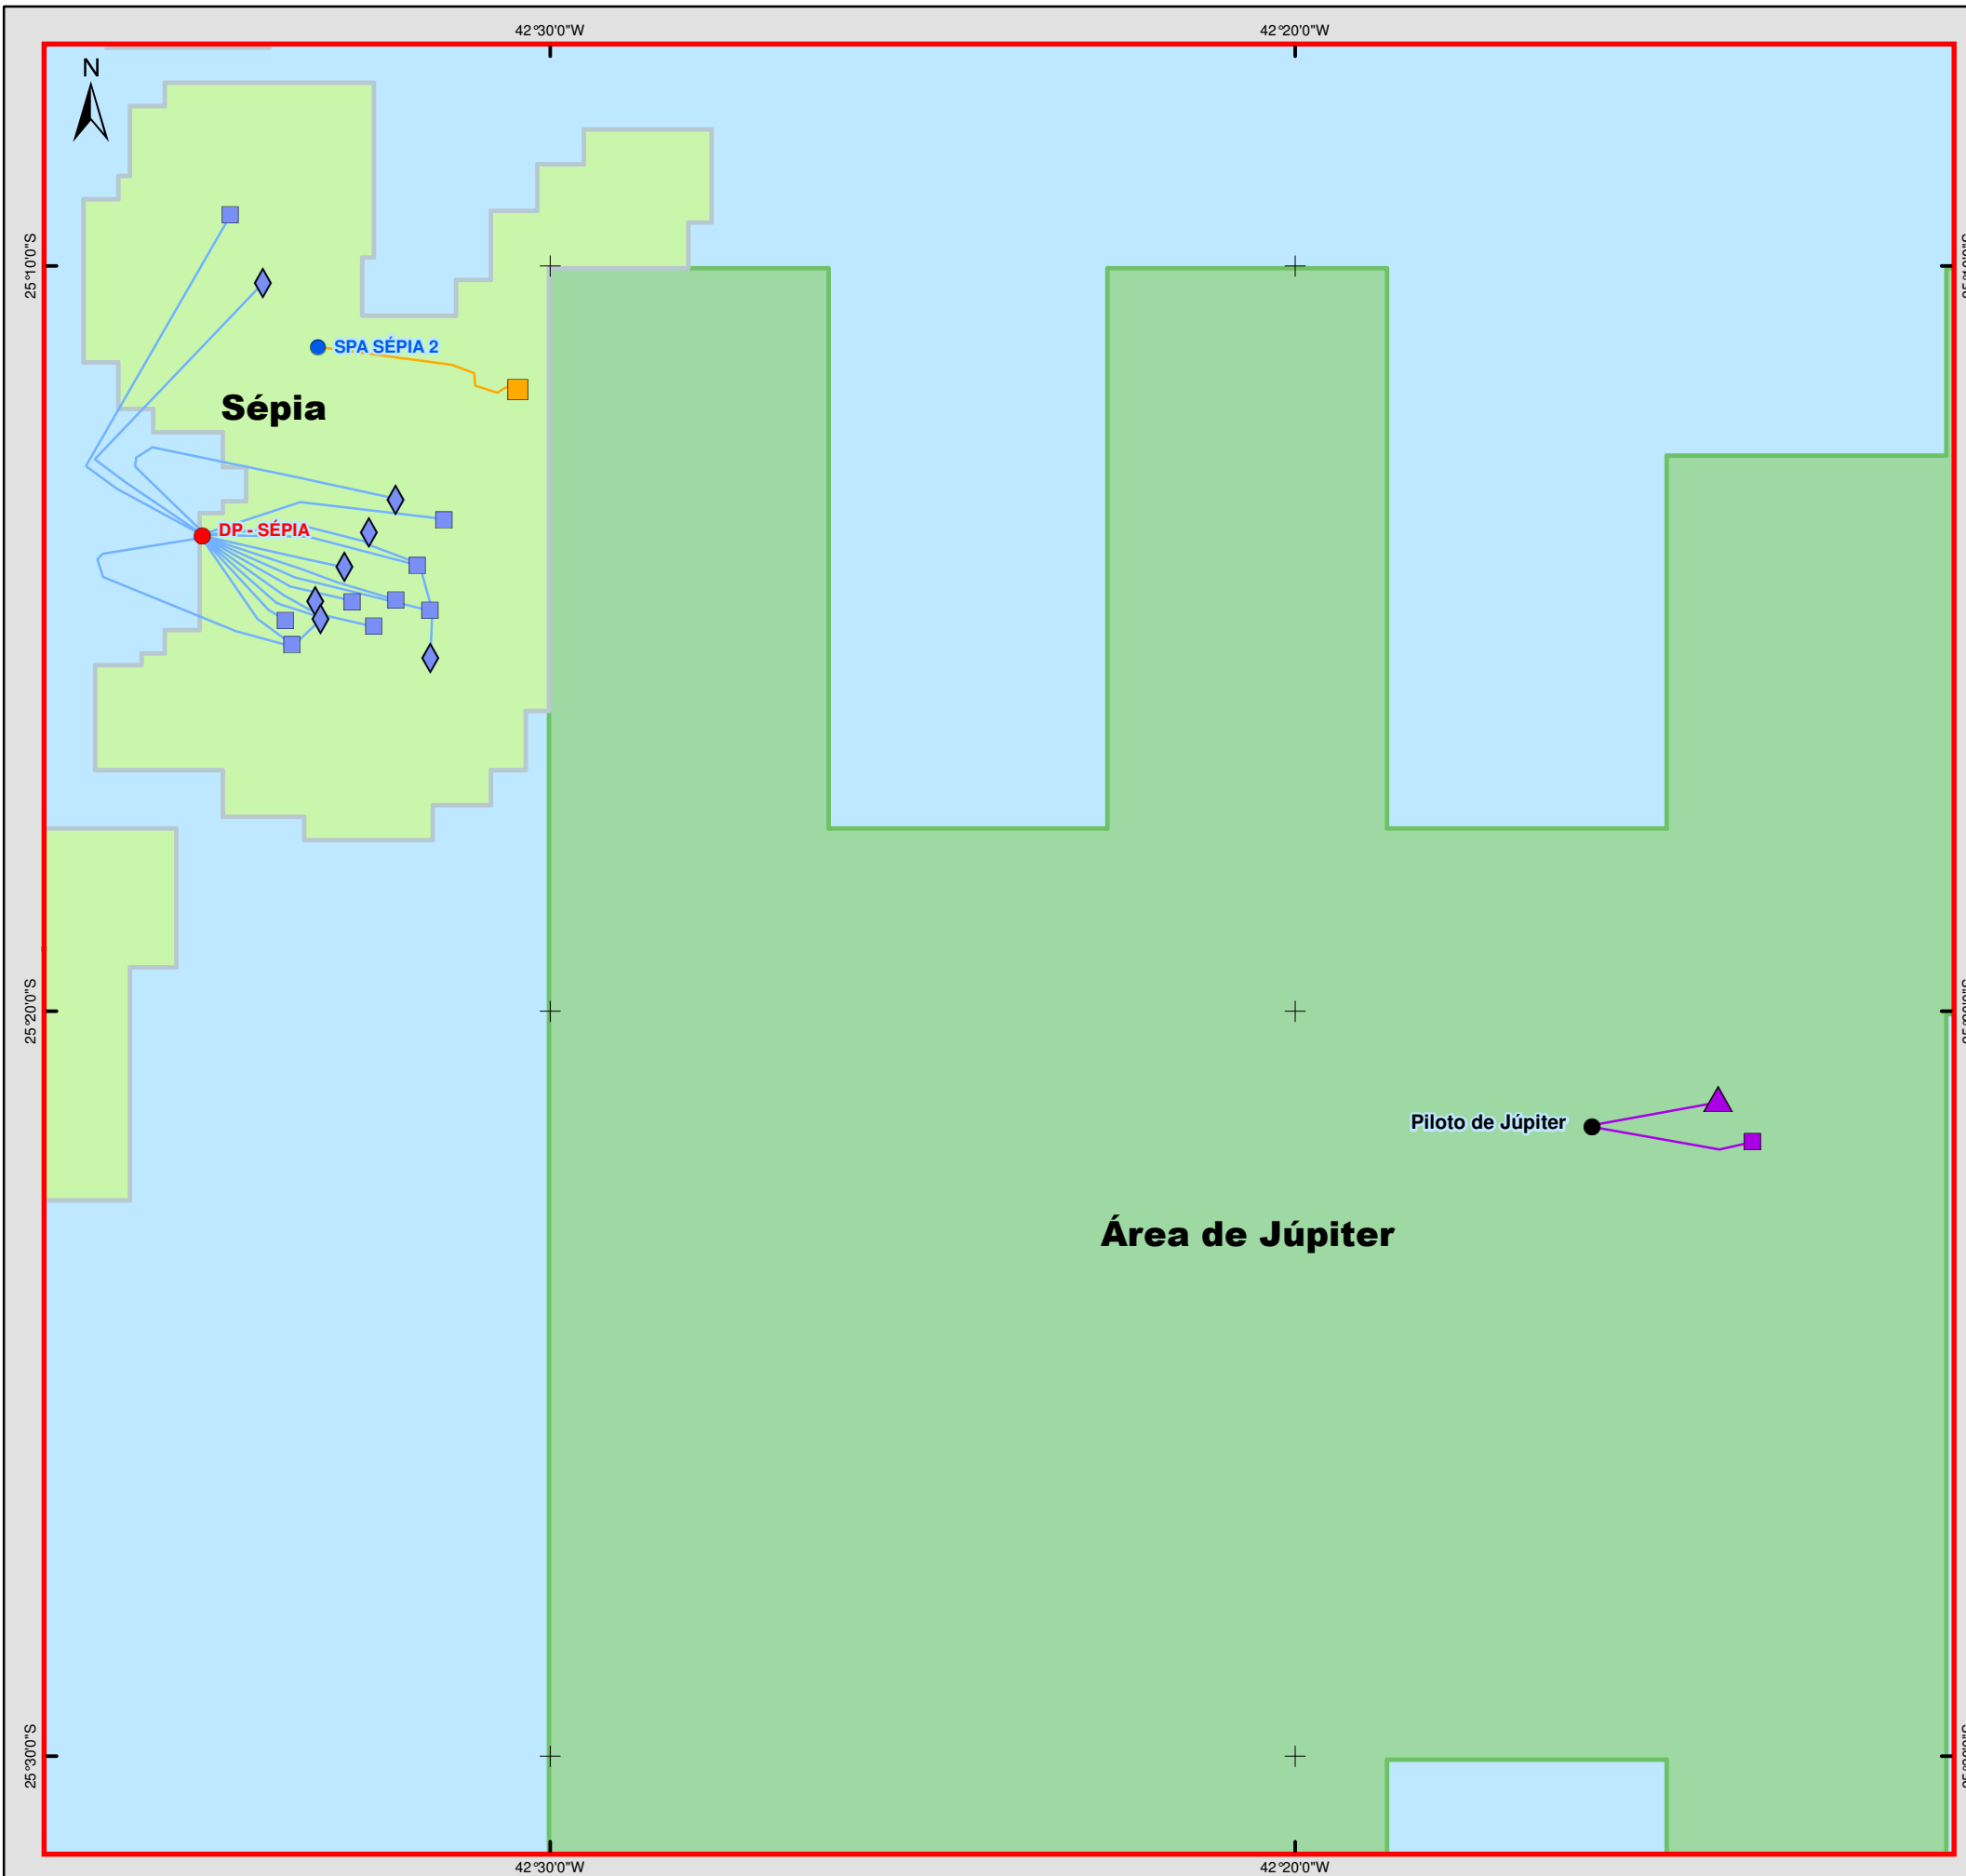 42°30'0"W
42°20'0"W
N
25°10'0"S
SPA SÉPIA 2
Sépia
DP - SÉPIA
25°20'0"S
Piloto de Júpiter
Área de Júpiter
25°30'0"S
42°30'0"W
42°20'0"W